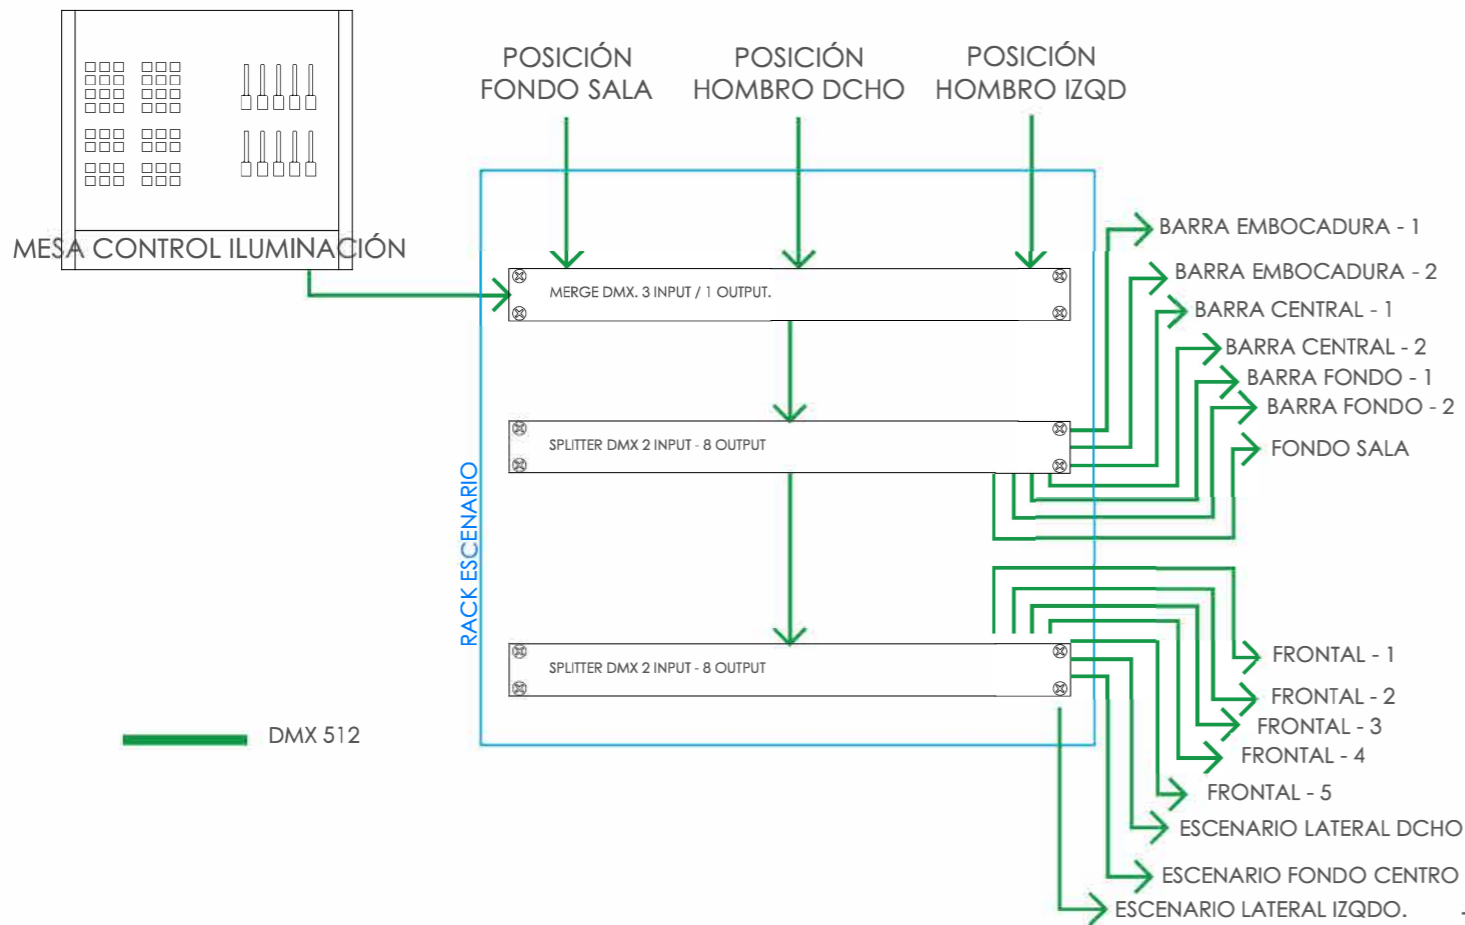 POSICIÓN
FONDO SALA
POSICIÓN
HOMBRO DCHO
POSICIÓN
HOMBRO IZQD
MESA CONTROL ILUMINACIÓN
MERGE DMX. 3 INPUT / 1 OUTPUT.
SPLITTER DMX 2 INPUT - 8 OUTPUT
SPLITTER DMX 2 INPUT - 8 OUTPUT
RACK ESCENARIO
BARRA EMBOCADURA - 1
BARRA EMBOCADURA - 2
BARRA CENTRAL - 1
BARRA CENTRAL - 2
BARRA FONDO - 1
BARRA FONDO - 2
FONDO SALA
FRONTAL - 1
FRONTAL - 2
FRONTAL - 3
FRONTAL - 4
FRONTAL - 5
ESCENARIO LATERAL DCHO
ESCENARIO FONDO CENTRO
ESCENARIO LATERAL IZQDO.
DMX 512